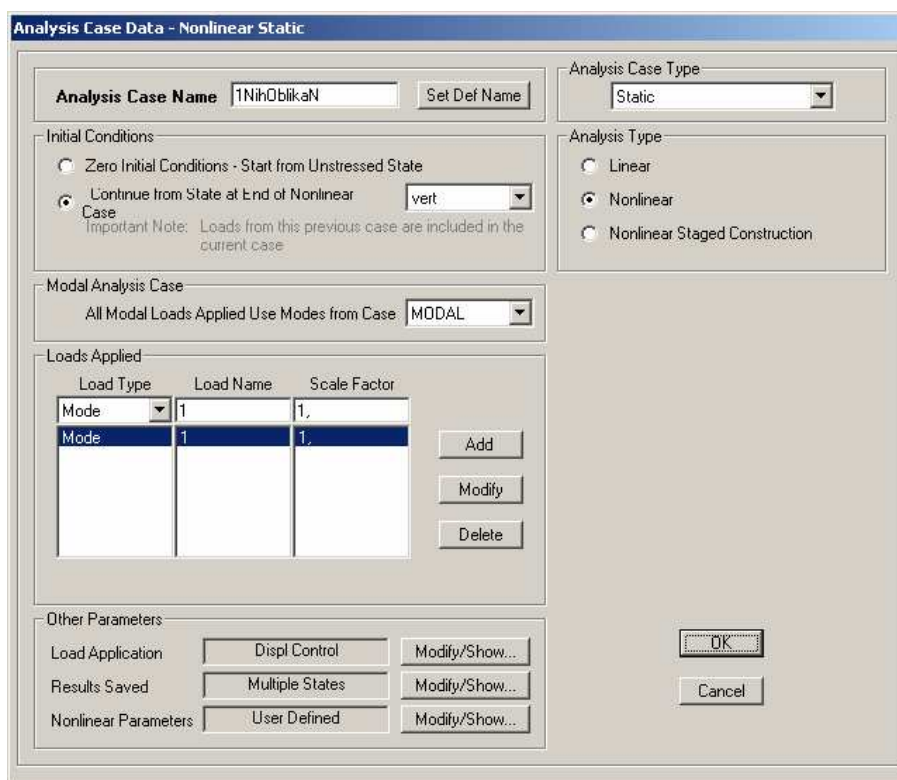 Analysis Case Data - Nonlinear Static
Analysis Case Name 1NihOblikaN Set Def Name
Analysis Case Type
Static
Initial Conditions
Zero Initial Conditions - Start from Unstressed State
Continue from State at End of Nonlinear
Case
vert
Important Note: Loads from this previous case are included in the
current case
Analysis Type
Linear
Nonlinear
Nonlinear Staged Construction
Modal Analysis Case
All Modal Loads Applied Use Modes from Case MODAL
Loads Applied
Load Type Load Name Scale Factor
Mode 1 1,
Mode 1 1,
Add
Modify
Delete
Other Parameters
Load Application Displ Control Modify/Show...
Results Saved Multiple States Modify/Show...
Nonlinear Parameters User Defined Modify/Show...
OK
Cancel